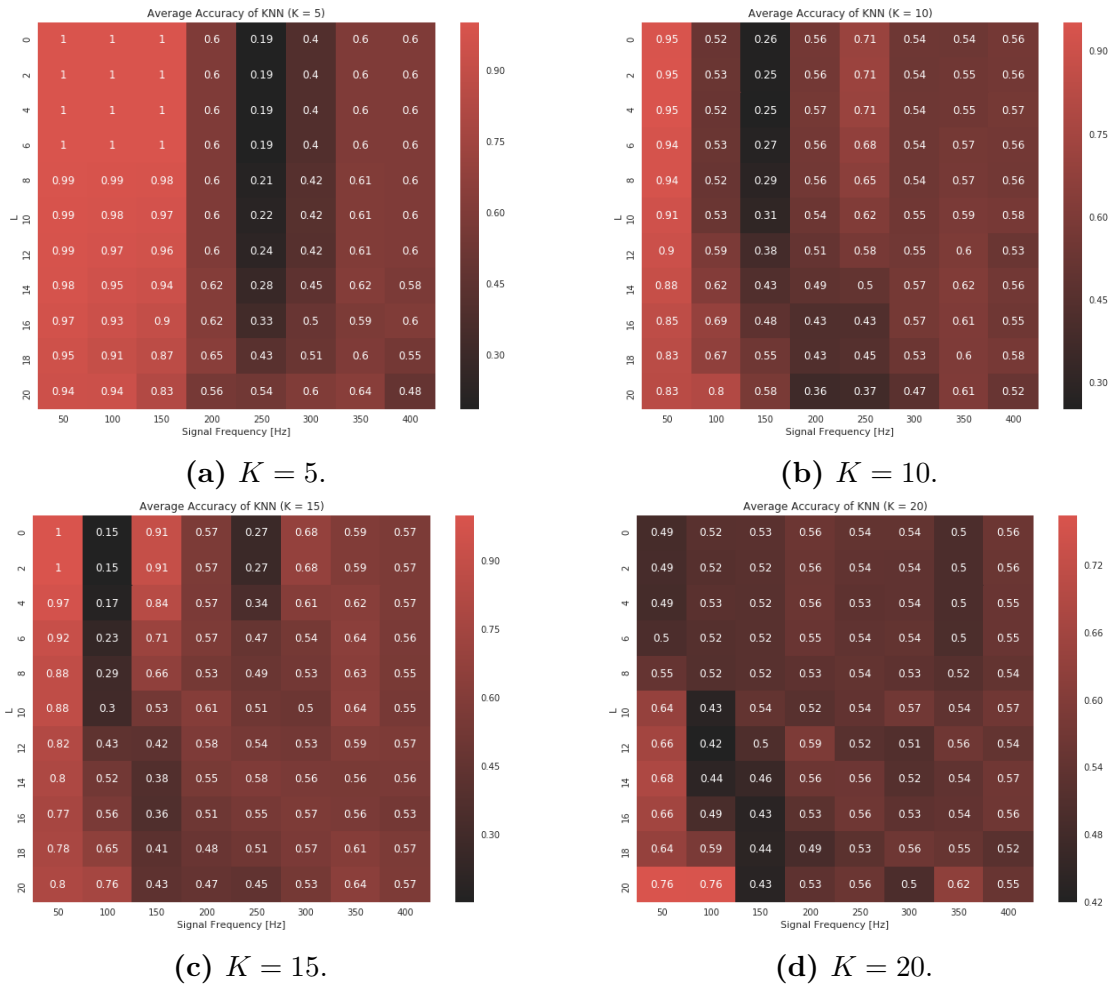 Average Accuracy of KNN (K = 5)
0 1 1 1 0.6 0.19 0.4 0.6 0.6
2 1 1 1 0.6 0.19 0.4 0.6 0.6
4 1 1 1 0.6 0.19 0.4 0.6 0.6
6 1 1 1 0.6 0.19 0.4 0.6 0.6
8 0.99 0.99 0.98 0.6 0.21 0.42 0.61 0.6
L
10 0.99 0.98 0.97 0.6 0.22 0.42 0.61 0.6
12 0.99 0.97 0.96 0.6 0.24 0.42 0.61 0.6
14 0.98 0.95 0.94 0.62 0.28 0.45 0.62 0.58
16 0.97 0.93 0.9 0.62 0.33 0.5 0.59 0.6
18 0.95 0.91 0.87 0.65 0.43 0.51 0.6 0.55
20 0.94 0.94 0.83 0.56 0.54 0.6 0.64 0.48
50 100 150 200 250 300 350 400
Signal Frequency [Hz]
0.90
0.75
0.60
0.45
0.30
(a) K = 5.
Average Accuracy of KNN (K = 10)
0 0.95 0.52 0.26 0.56 0.71 0.54 0.54 0.56
2 0.95 0.53 0.25 0.56 0.71 0.54 0.55 0.56
4 0.95 0.52 0.25 0.57 0.71 0.54 0.55 0.57
6 0.94 0.53 0.27 0.56 0.68 0.54 0.57 0.56
8 0.94 0.52 0.29 0.56 0.65 0.54 0.57 0.56
L
10 0.91 0.53 0.31 0.54 0.62 0.55 0.59 0.58
12 0.9 0.59 0.38 0.51 0.58 0.55 0.6 0.53
14 0.88 0.62 0.43 0.49 0.5 0.57 0.62 0.56
16 0.85 0.69 0.48 0.43 0.43 0.57 0.61 0.55
18 0.83 0.67 0.55 0.43 0.45 0.53 0.6 0.58
20 0.83 0.8 0.58 0.36 0.37 0.47 0.61 0.52
50 100 150 200 250 300 350 400
Signal Frequency [Hz]
0.90
0.75
0.60
0.45
0.30
(b) K = 10.
Average Accuracy of KNN (K = 15)
0 1 0.15 0.91 0.57 0.27 0.68 0.59 0.57
2 1 0.15 0.91 0.57 0.27 0.68 0.59 0.57
4 0.97 0.17 0.84 0.57 0.34 0.61 0.62 0.57
6 0.92 0.23 0.71 0.57 0.47 0.54 0.64 0.56
8 0.88 0.29 0.66 0.53 0.49 0.53 0.63 0.55
L
10 0.88 0.3 0.53 0.61 0.51 0.5 0.64 0.55
12 0.82 0.43 0.42 0.58 0.54 0.53 0.59 0.57
14 0.8 0.52 0.38 0.55 0.58 0.56 0.56 0.56
16 0.77 0.56 0.36 0.51 0.55 0.57 0.56 0.53
18 0.78 0.65 0.41 0.48 0.51 0.57 0.61 0.57
20 0.8 0.76 0.43 0.47 0.45 0.53 0.64 0.57
50 100 150 200 250 300 350 400
Signal Frequency [Hz]
0.90
0.75
0.60
0.45
0.30
(c) K = 15.
Average Accuracy of KNN (K = 20)
0 0.49 0.52 0.53 0.56 0.54 0.54 0.5 0.56
2 0.49 0.52 0.52 0.56 0.54 0.54 0.5 0.56
4 0.49 0.53 0.52 0.56 0.53 0.54 0.5 0.55
6 0.5 0.52 0.52 0.55 0.54 0.54 0.5 0.55
8 0.55 0.52 0.52 0.53 0.54 0.53 0.52 0.54
L
10 0.64 0.43 0.54 0.52 0.54 0.57 0.54 0.57
12 0.66 0.42 0.5 0.59 0.52 0.51 0.56 0.54
14 0.68 0.44 0.46 0.56 0.56 0.52 0.54 0.57
16 0.66 0.49 0.43 0.53 0.56 0.53 0.54 0.56
18 0.64 0.59 0.44 0.49 0.53 0.56 0.55 0.52
20 0.76 0.76 0.43 0.53 0.56 0.5 0.62 0.55
50 100 150 200 250 300 350 400
Signal Frequency [Hz]
0.72
0.66
0.60
0.54
0.48
0.42
(d) K = 20.